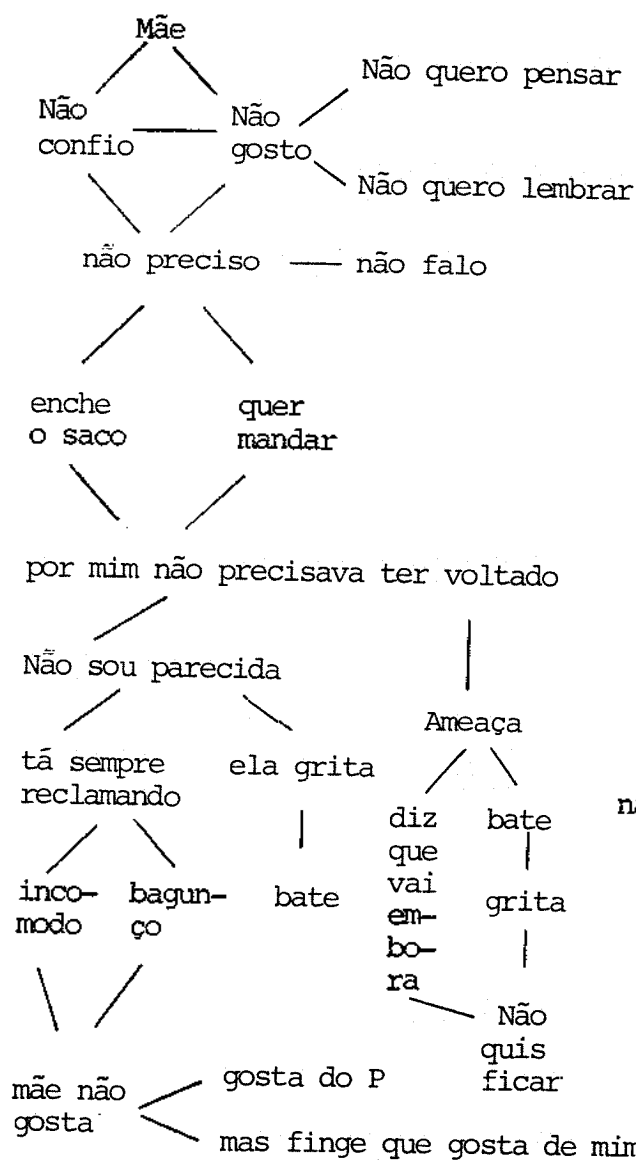 Mãe
Não quero pensar
Não
confio
Não
gosto
Não quero lembrar
não preciso
não falo
enche
o saco
quer
mandar
por mim não precisava ter voltado
Não sou parecida
Ameaça
tá sempre
reclamando
ela grita
diz
que
vai
em-
bo-
ra
bate
grita
inco-
modo
bagun-
ço
bate
Não
quis
ficar
mãe não
gosta
gosta do P
mas finge que gosta de mim